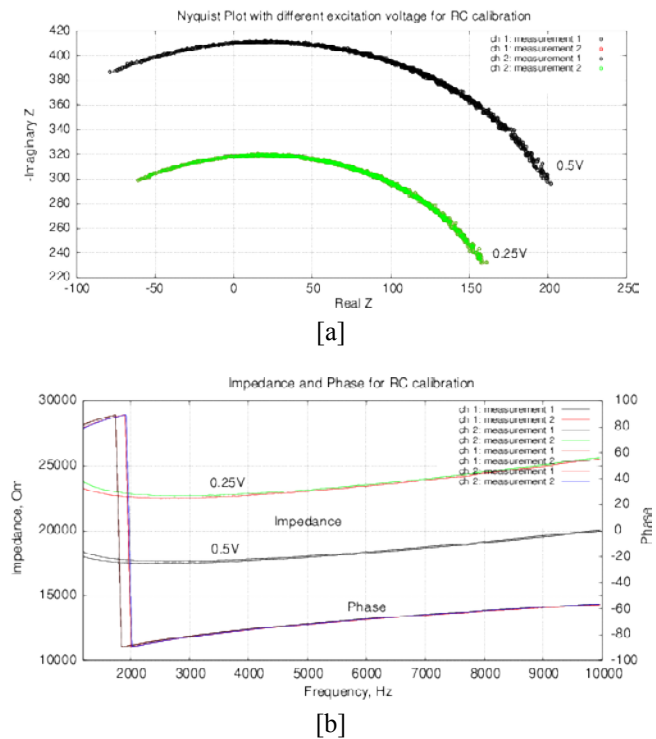 Nyquist Plot with different excitation voltage for RC calibration
420
400
380
360
340
320
300
280
260
240
220
-Imaginary Z
ch 1: measurement 1
ch 1: measurement 2
ch 2: measurement 1
ch 2: measurement 2
0.5V
0.25V
-100 -50 0 50 100 150 200 250
Real Z
[a]
Impedance and Phase for RC calibration
30000
25000
20000
15000
10000
Impedance, Om
ch 1: measurement 1
ch 1: measurement 2
ch 2: measurement 1
ch 2: measurement 2
ch 1: measurement 1
ch 1: measurement 2
ch 2: measurement 1
ch 2: measurement 2
0.25V
Impedance
0.5V
Phase
100
80
60
40
20
0
-20
-40
-60
-80
-100
Phase
2000 3000 4000 5000 6000 7000 8000 9000 10000
Frequency, Hz
[b]